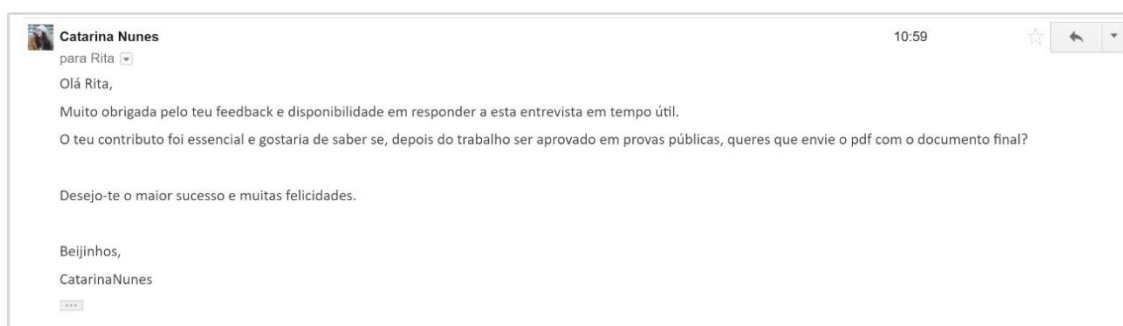 Catarina Nunes
10:59
para Rita
Olá Rita,
Muito obrigada pelo teu feedback e disponibilidade em responder a esta entrevista em tempo útil.
O teu contributo foi essencial e gostaria de saber se, depois do trabalho ser aprovado em provas públicas, queres que envie o pdf com o documento final?
Desejo-te o maior sucesso e muitas felicidades.
Beijinhos,
CatarinaNunes